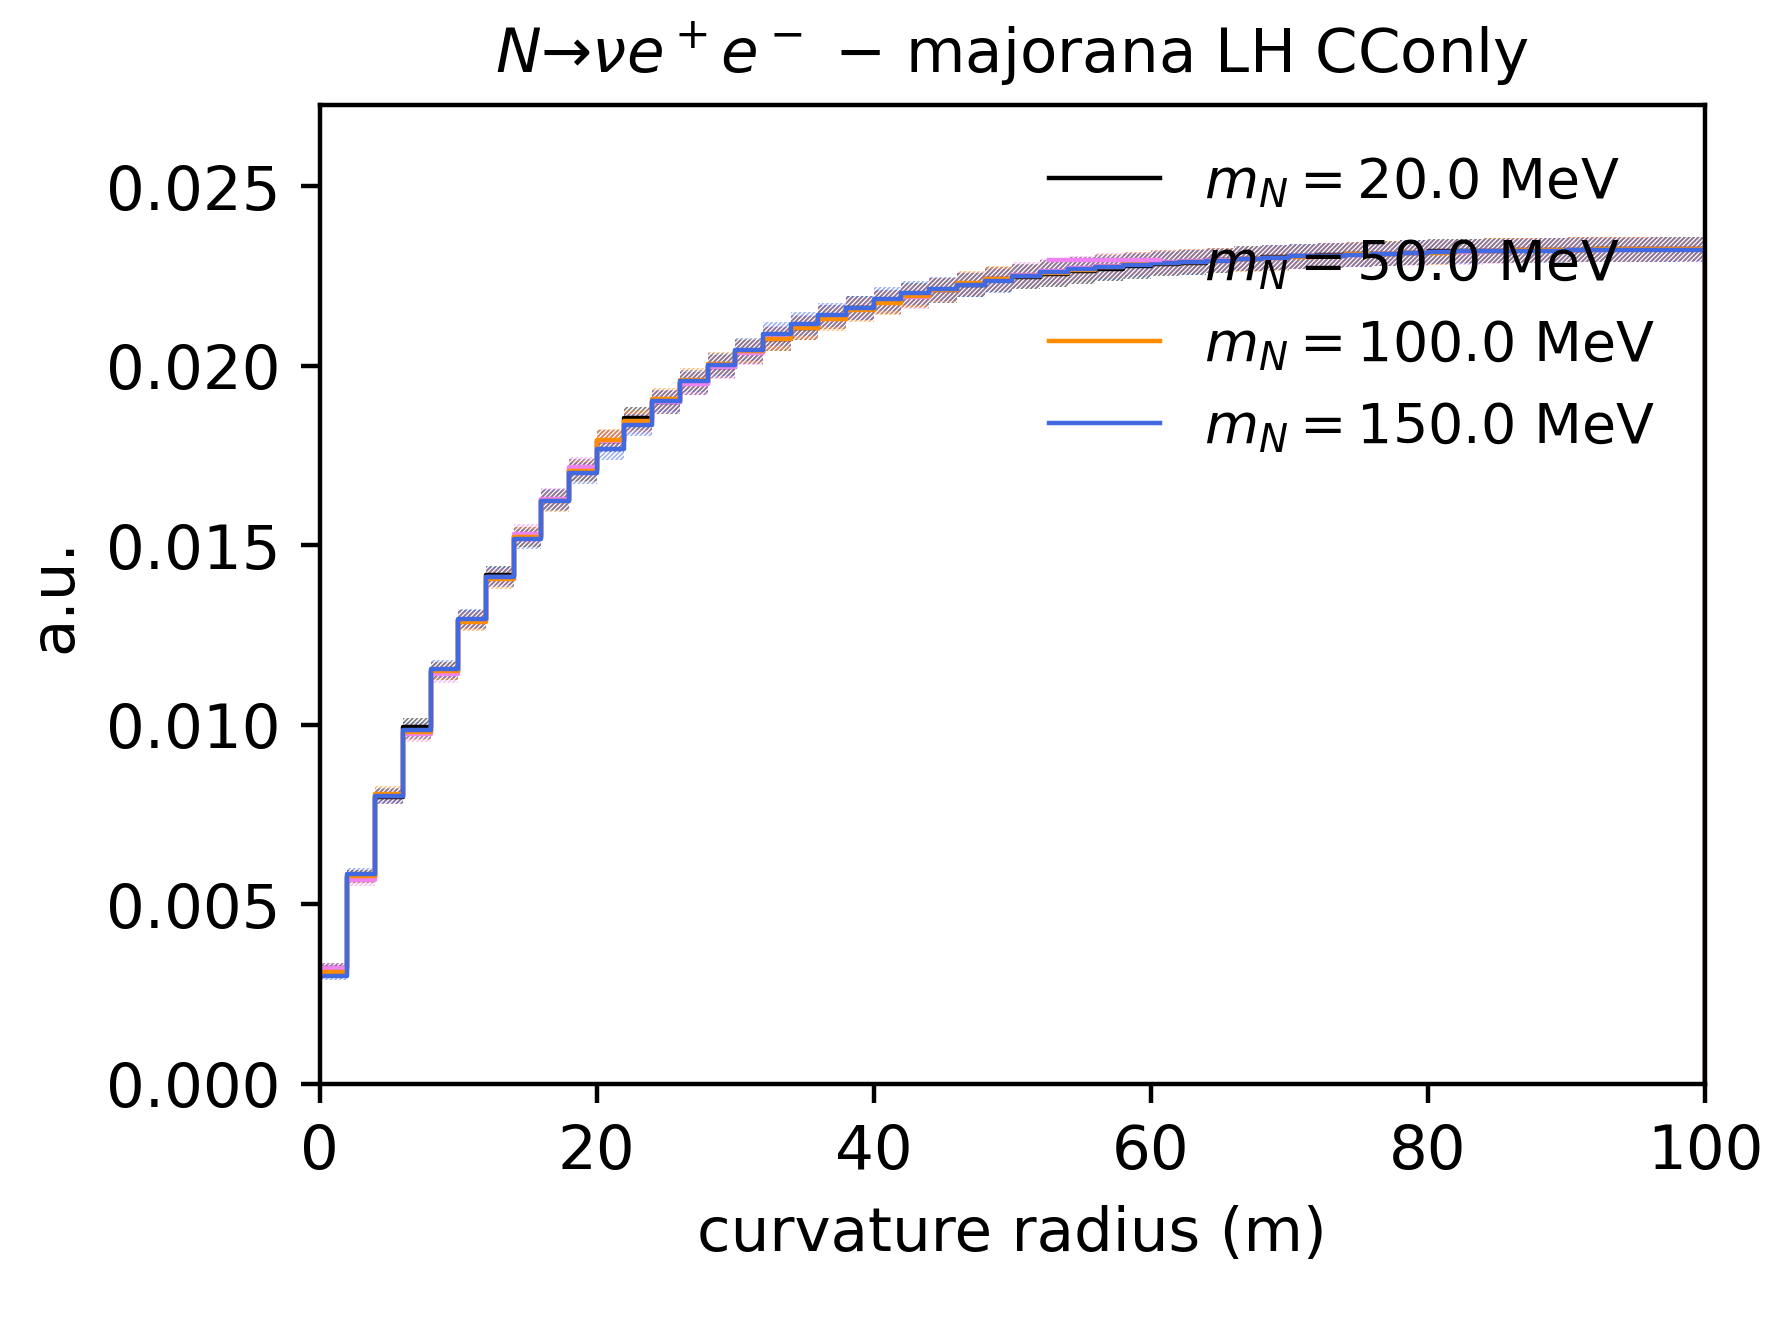 N→νe⁺e⁻ − majorana LH CConly
a.u.
0.025
0.020
0.015
0.010
0.005
0.000
m_N = 20.0 MeV
m_N = 50.0 MeV
m_N = 100.0 MeV
m_N = 150.0 MeV
0 20 40 60 80 100
curvature radius (m)